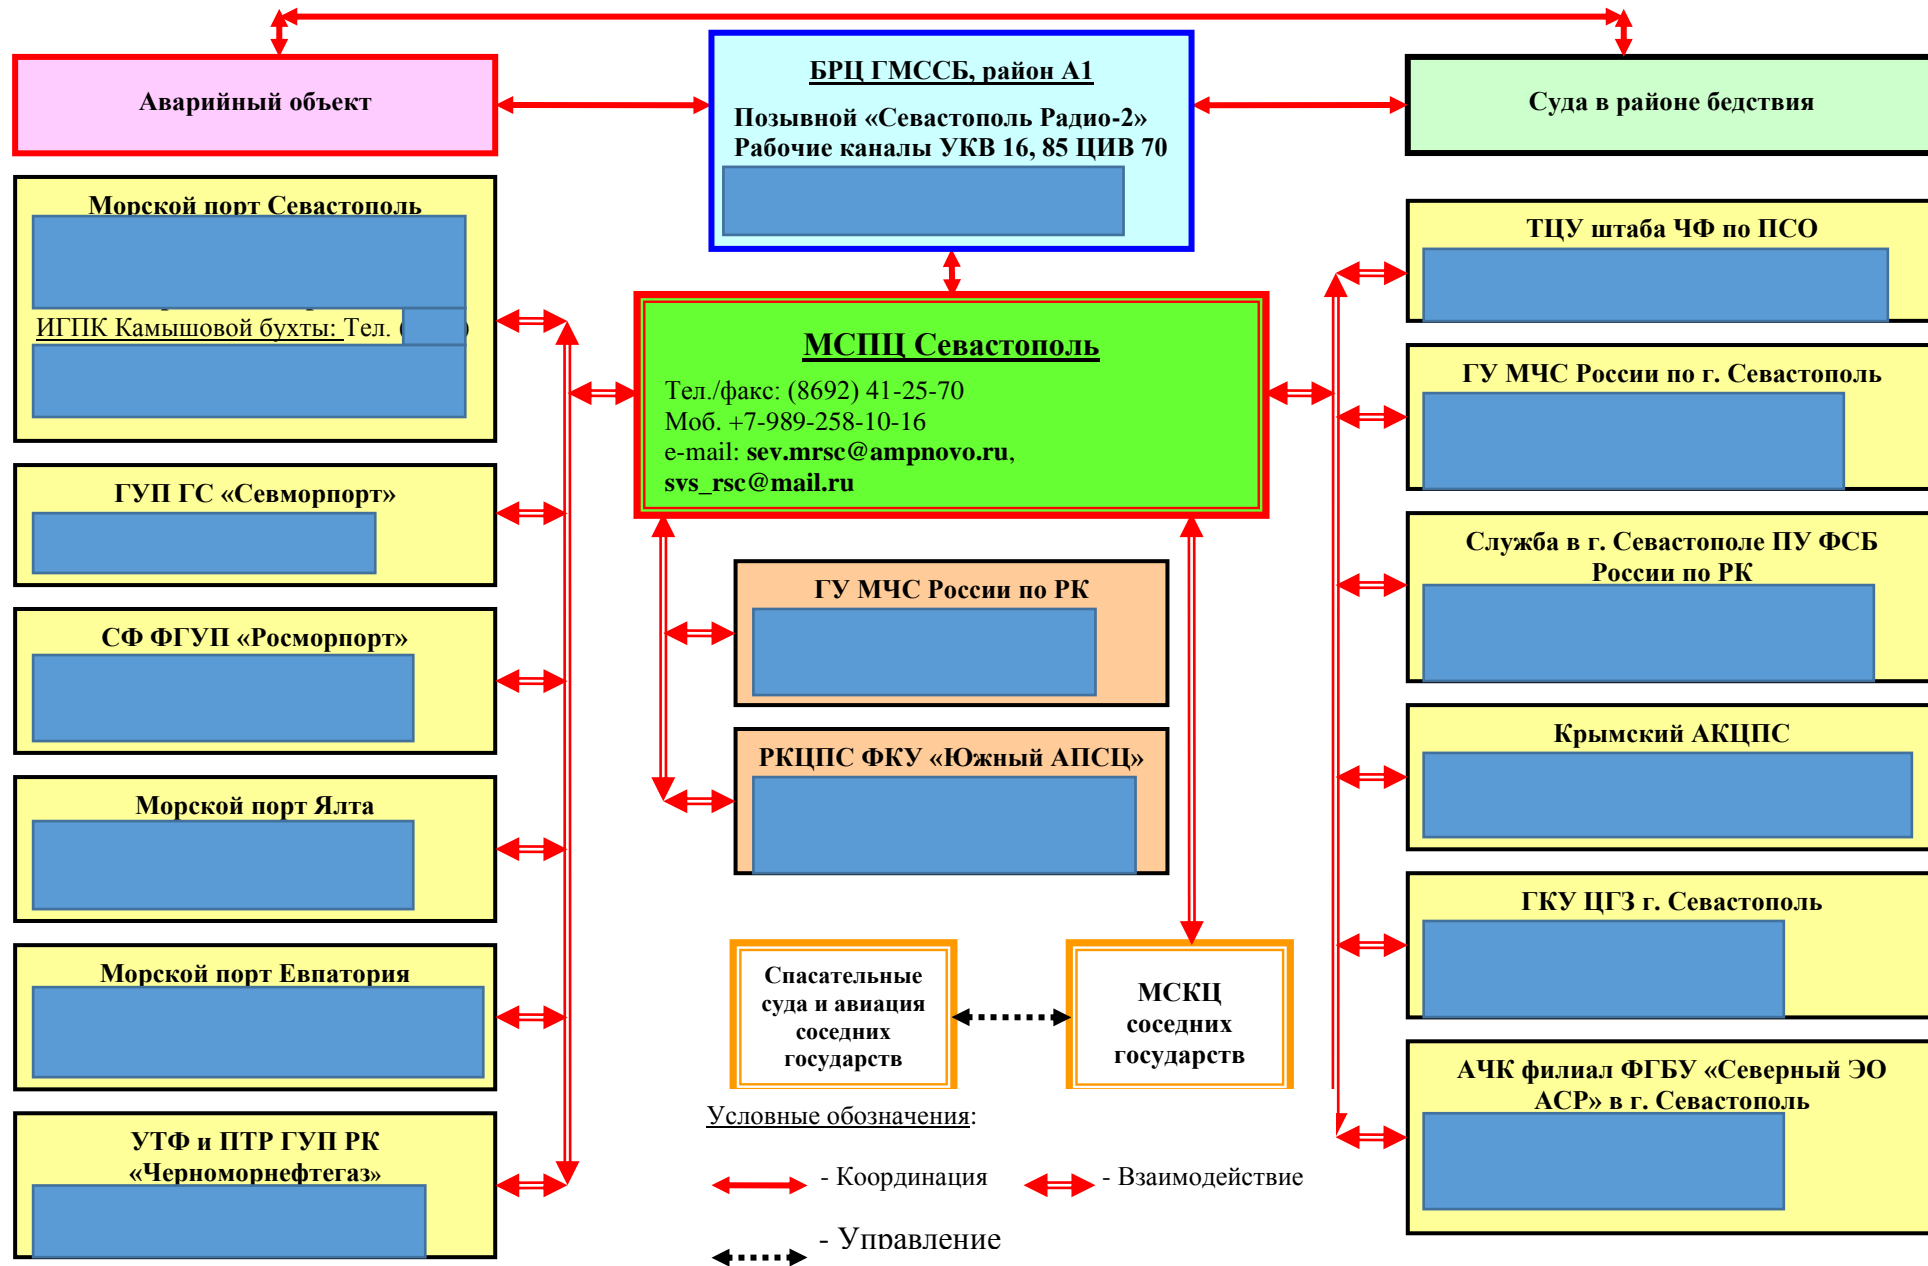 Аварийный объект
БРЦ ГМССБ, район А1
Позывной «Севастополь Радио-2»
Рабочие каналы УКВ 16, 85 ЦИВ 70
Суда в районе бедствия
Морской порт Севастополь
ИГПК Камышовой бухты: Тел. (
)
ГУП ГС «Севморпорт»
СФ ФГУП «Росморпорт»
Морской порт Ялта
Морской порт Евпатория
УТФ и ПТР ГУП РК
«Черноморнефтегаз»
МСПЦ Севастополь
Тел./факс: (8692) 41-25-70
Моб. +7-989-258-10-16
e-mail: sev.mrsc@ampnovo.ru,
svs_rsc@mail.ru
ГУ МЧС России по РК
РКЦПС ФКУ «Южный АПСЦ»
Спасательные
суда и авиация
соседних
государств
МСКЦ
соседних
государств
ТЦУ штаба ЧФ по ПСО
ГУ МЧС России по г. Севастополь
Служба в г. Севастополе ПУ ФСБ
России по РК
Крымский АКЦПС
ГКУ ЦГЗ г. Севастополь
АЧК филиал ФГБУ «Северный ЭО
АСР» в г. Севастополь
Условные обозначения:
- Координация
- Взаимодействие
- Управление